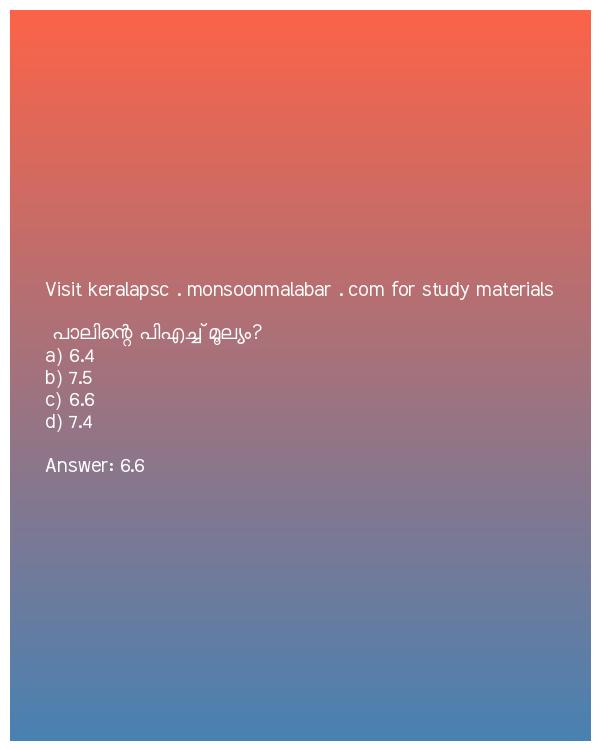 Visit keralapsc . monsoonmalabar . com for study materials
പാലിന്റെ പിഎച്ച് മൂല്യം?
a) 6.4
b) 7.5
c) 6.6
d) 7.4
Answer: 6.6